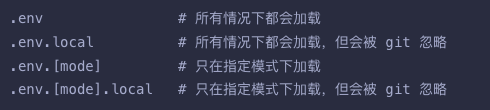 .env                # 所有情况下都会加载
.env.local          # 所有情况下都会加载，但会被 git 忽略
.env.[mode]         # 只在指定模式下加载
.env.[mode].local   # 只在指定模式下加载，但会被 git 忽略